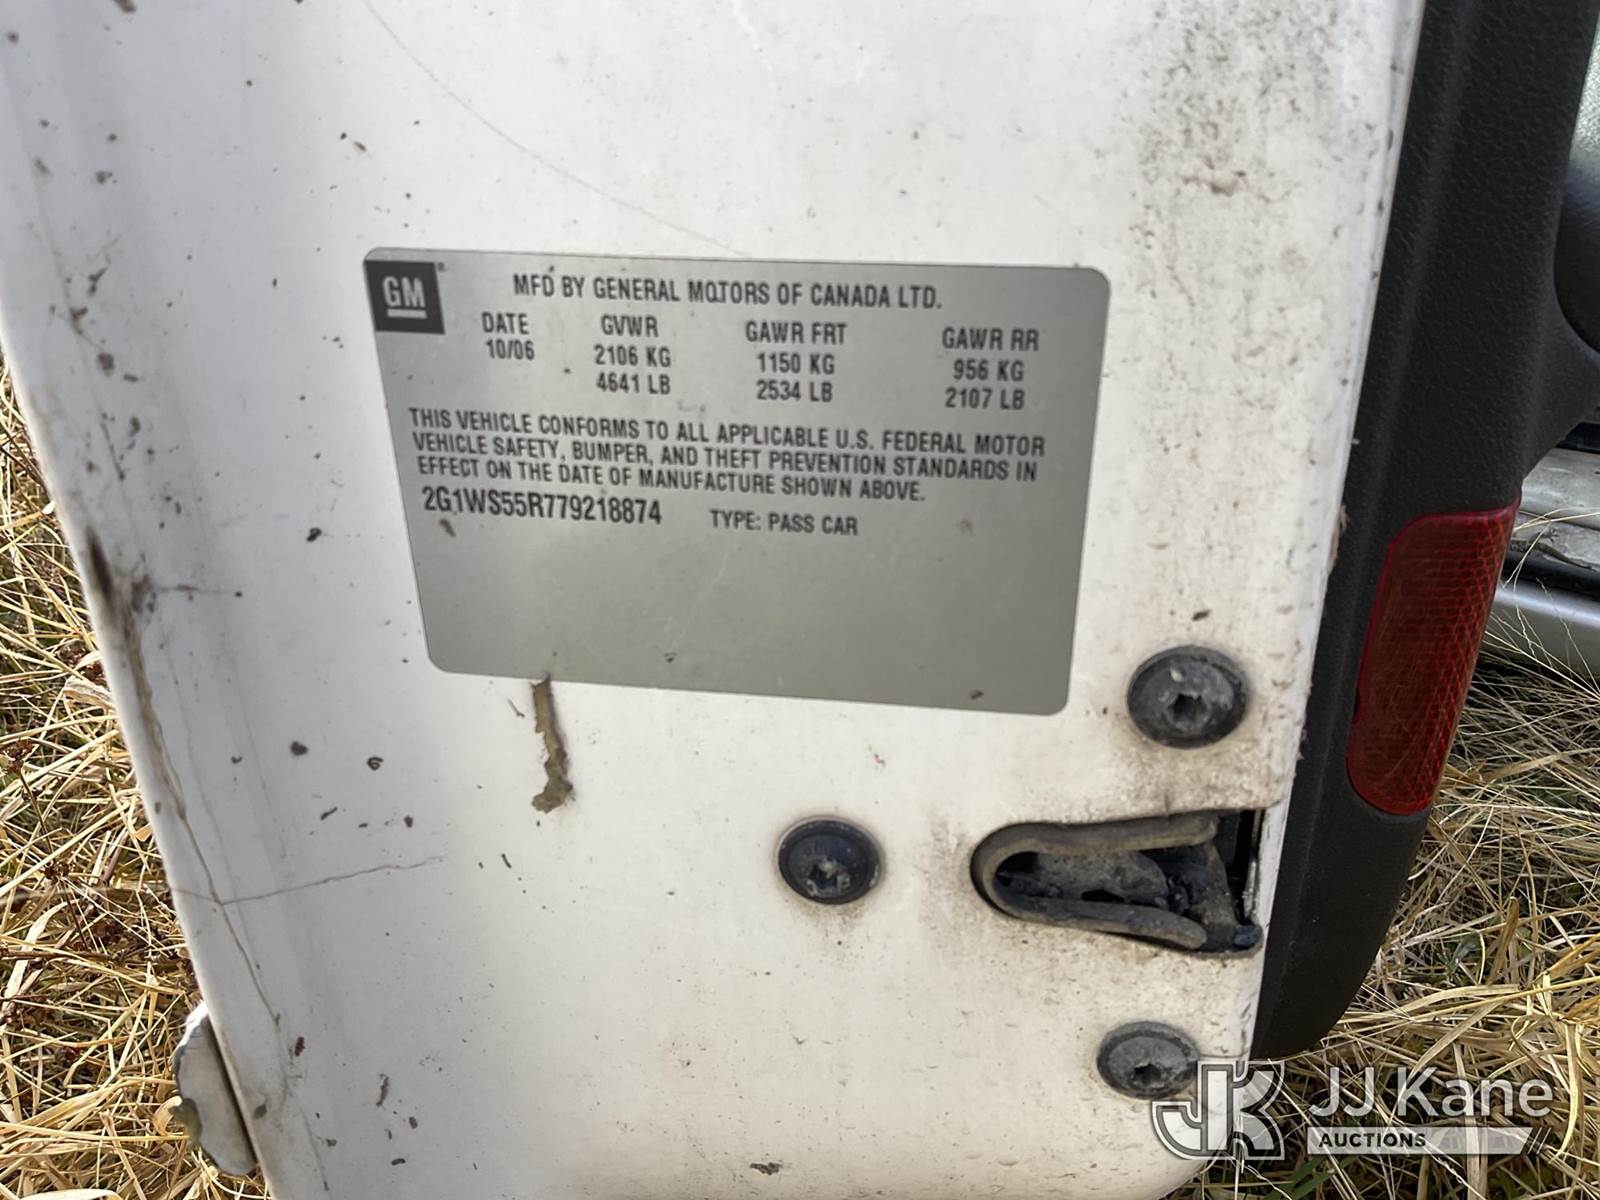 GM
MFD BY GENERAL MOTORS OF CANADA LTD.
DATE GVWR GAWR FRT GAWR RR
10/06 2106 KG 1150 KG 956 KG
4641 LB 2534 LB 2107 LB
THIS VEHICLE CONFORMS TO ALL APPLICABLE U.S. FEDERAL MOTOR
VEHICLE SAFETY, BUMPER, AND THEFT PREVENTION STANDARDS IN
EFFECT ON THE DATE OF MANUFACTURE SHOWN ABOVE.
2G1WS55R779218874 TYPE: PASS CAR
JK JJ Kane
AUCTIONS